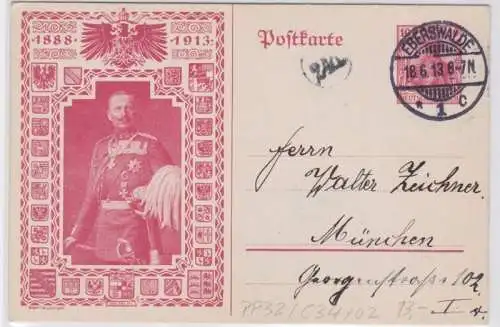 1888 1913
Postkarte
EBERSWALDE
18.6.13.6-7N.
* 1 c
Herrn
Walter Zeichner.
München
Georgenstrasse 102
I r.
PP32/C34/02 13,-